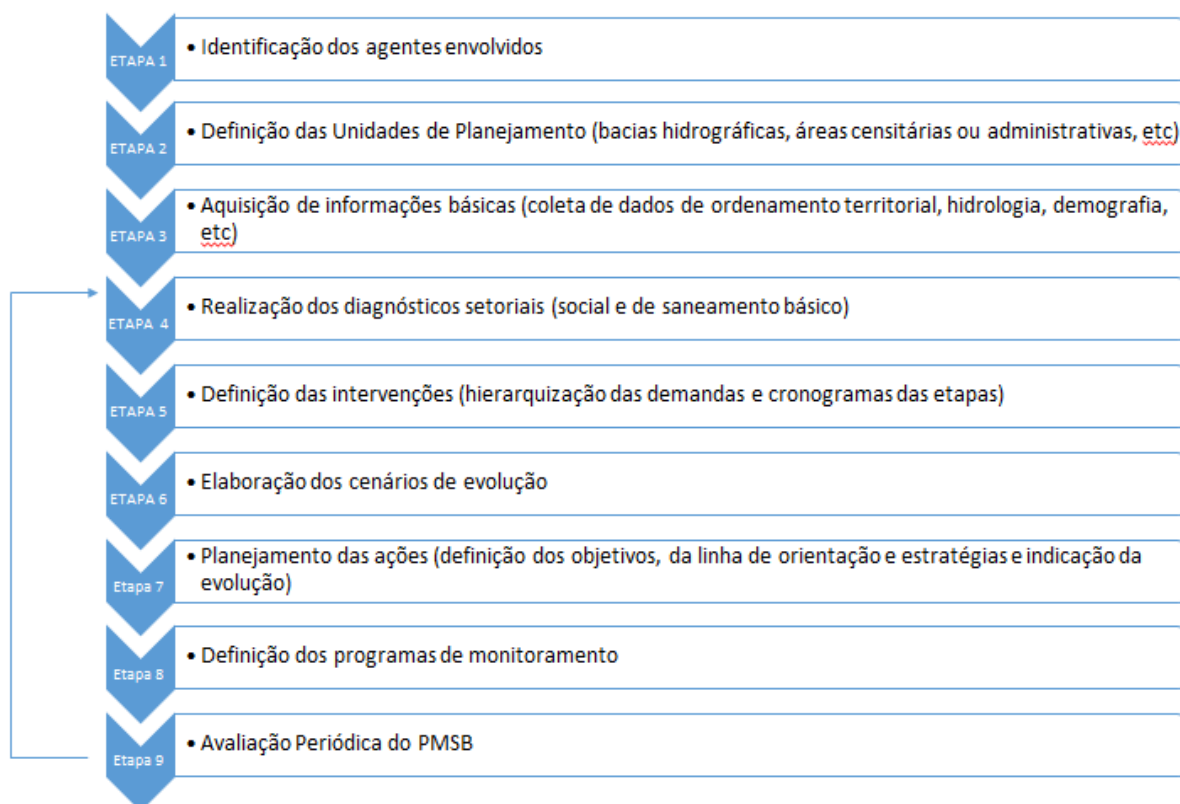 ETAPA 1
• Identificação dos agentes envolvidos
ETAPA 2
• Definição das Unidades de Planejamento (bacias hidrográficas, áreas censitárias ou administrativas, etc)
ETAPA 3
• Aquisição de informações básicas (coleta de dados de ordenamento territorial, hidrologia, demografia,
etc)
ETAPA 4
• Realização dos diagnósticos setoriais (social e de saneamento básico)
ETAPA 5
• Definição das intervenções (hierarquização das demandas e cronogramas das etapas)
ETAPA 6
• Elaboração dos cenários de evolução
Etapa 7
• Planejamento das ações (definição dos objetivos, da linha de orientação e estratégias e indicação da
evolução)
Etapa 8
• Definição dos programas de monitoramento
Etapa 9
• Avaliação Periódica do PMSB